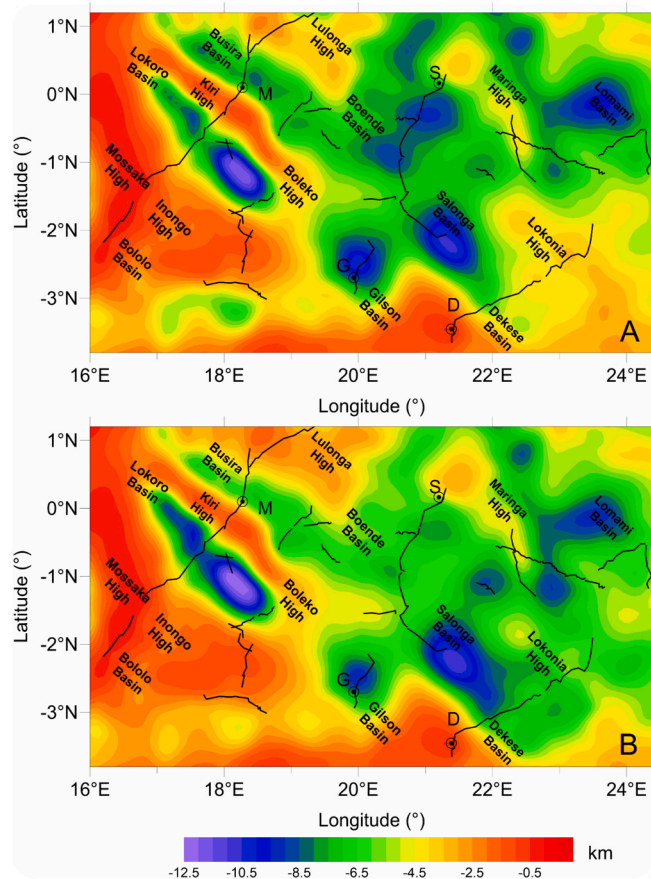 1°N
0°N
-1°N
-2°N
-3°N
Latitude (°)
Lokoro
Basin
Busira
Basin
Kiri
High
Lulonga
High
M
S
Boende
Basin
Maringa
High
Lomami
Basin
Mossaka
High
Boleko
High
Inongo
High
Bololo
Basin
Salonga
Basin
Lokonia
High
G
Gilson
Basin
D
Dekese
Basin
A
16°E
18°E
20°E
22°E
24°E
Longitude (°)
1°N
0°N
-1°N
-2°N
-3°N
Latitude (°)
Lokoro
Basin
Busira
Basin
Kiri
High
Lulonga
High
M
S
Boende
Basin
Maringa
High
Lomami
Basin
Mossaka
High
Boleko
High
Inongo
High
Bololo
Basin
Salonga
Basin
Lokonia
High
G
Gilson
Basin
D
Dekese
Basin
B
16°E
18°E
20°E
22°E
24°E
Longitude (°)
km
-12.5 -10.5 -8.5 -6.5 -4.5 -2.5 -0.5